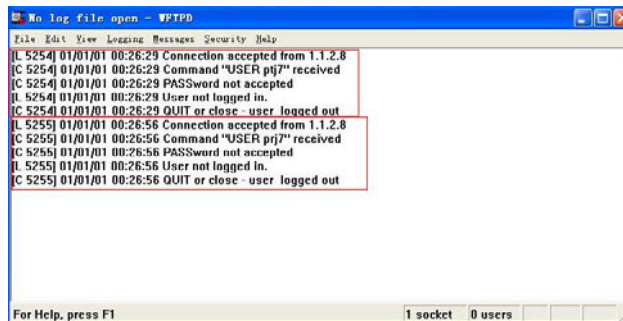 No log file open - WFTPD
File Edit View Logging Messages Security Help
[L 5254] 01/01/01 00:26:29 Connection accepted from 1.1.2.8
[C 5254] 01/01/01 00:26:29 Command "USER ptj7" received
[C 5254] 01/01/01 00:26:29 PASSword not accepted
[L 5254] 01/01/01 00:26:29 User not logged in.
[C 5254] 01/01/01 00:26:29 QUIT or close - user logged out
[L 5255] 01/01/01 00:26:56 Connection accepted from 1.1.2.8
[C 5255] 01/01/01 00:26:56 Command "USER prj7" received
[C 5255] 01/01/01 00:26:56 PASSword not accepted
[L 5255] 01/01/01 00:26:56 User not logged in.
[C 5255] 01/01/01 00:26:56 QUIT or close - user logged out
For Help, press F1 1 socket 0 users